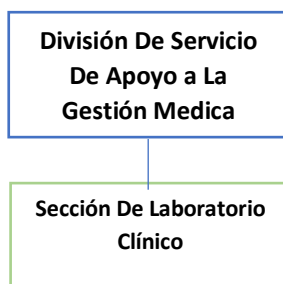 División De Servicio
De Apoyo a La
Gestión Medica
Sección De Laboratorio
Clínico